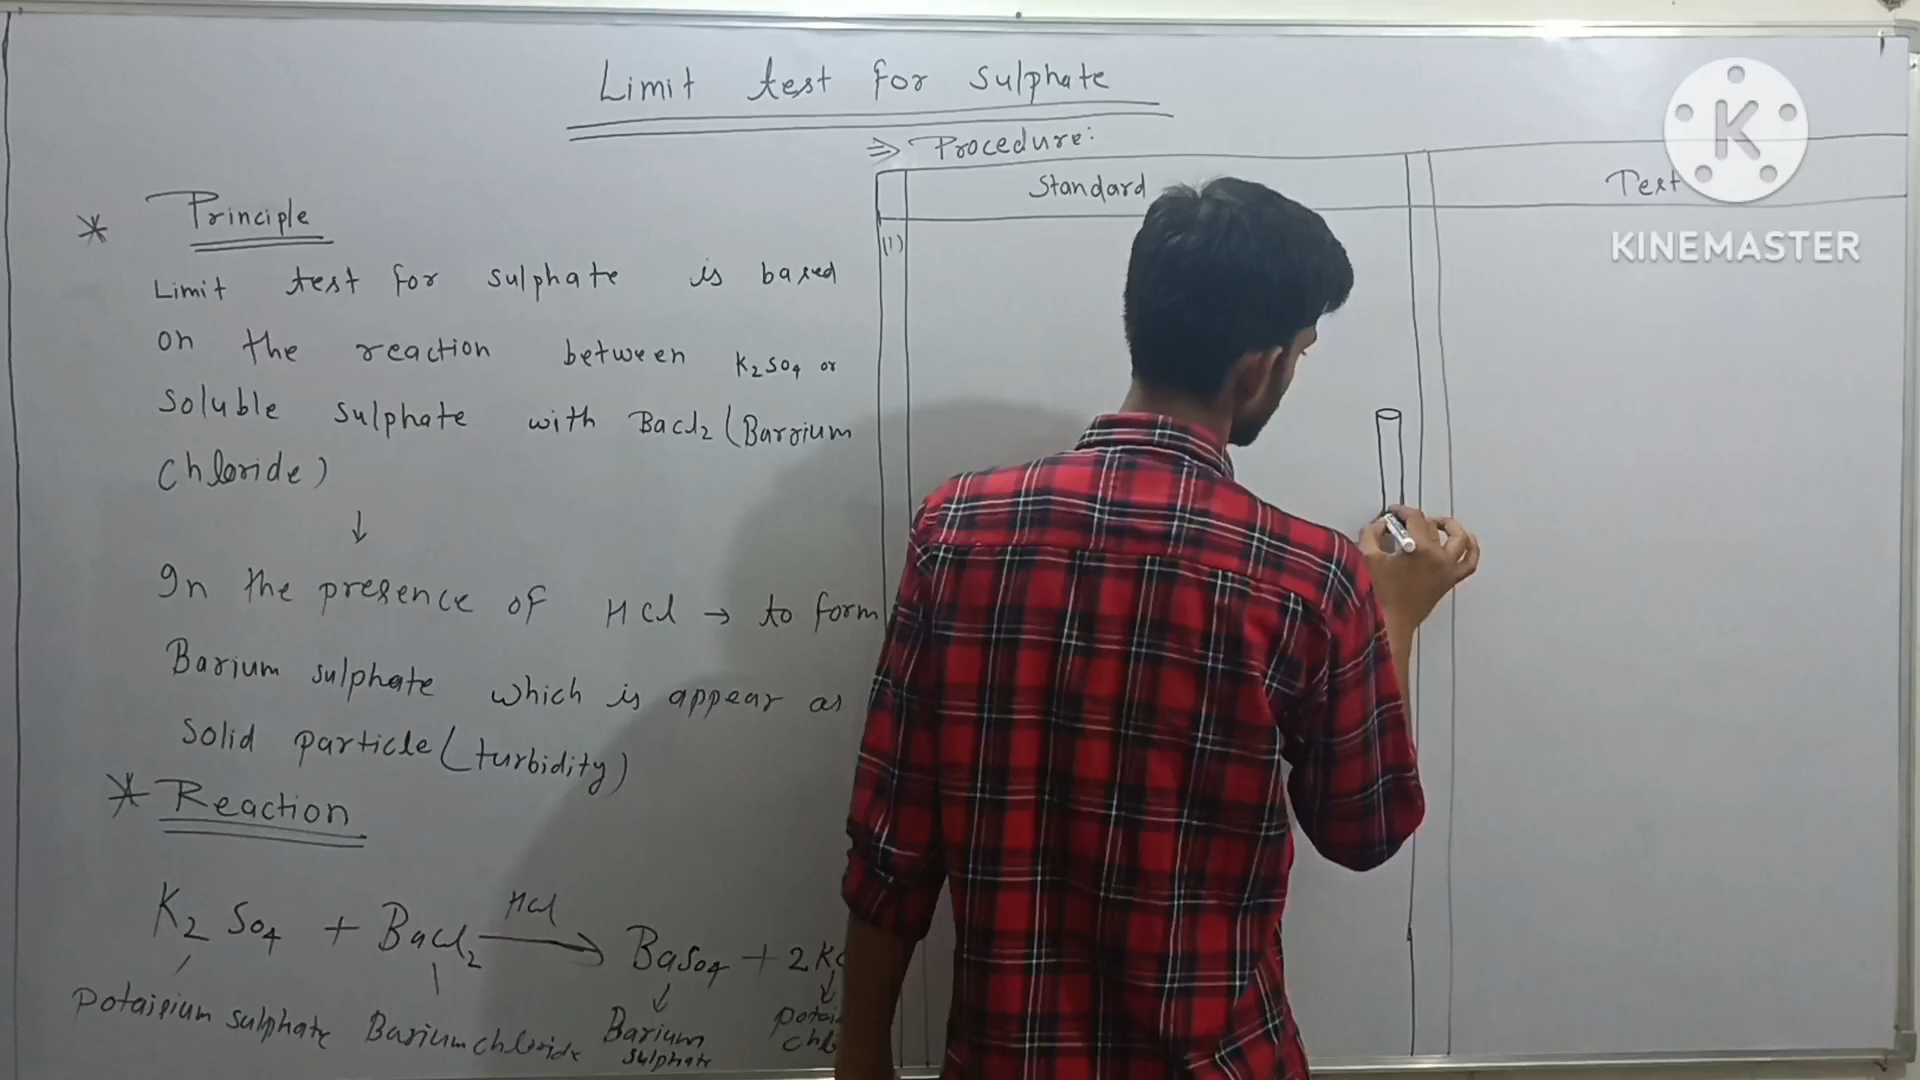 Limit test for sulphate
* Principle
Limit test for sulphate is based
on the reaction between K2SO4 or
soluble sulphate with BaCl2 (Barrium
Chloride)
↓
In the presence of HCl → to form
Barium sulphate which is appear as
solid particle (turbidity)
* Reaction
K2SO4 + BaCl2 HCl → BaSO4 + 2K
Potaipium sulphate Barium chloride Barium sulphate
⇒ Procedure:
Standard Test
(1)
K
KINEMASTER